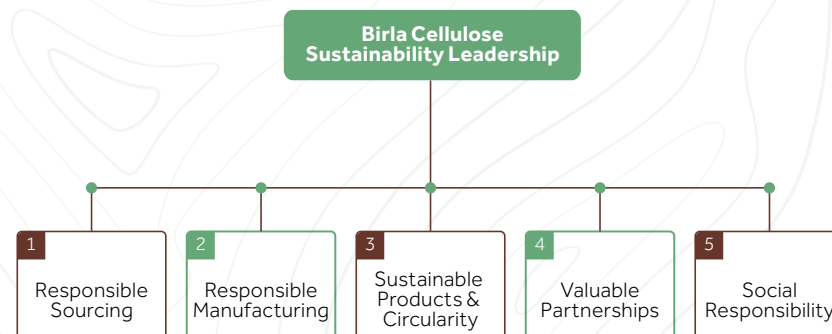 Birla Cellulose
Sustainability Leadership
1
Responsible
Sourcing
2
Responsible
Manufacturing
3
Sustainable
Products &
Circularity
4
Valuable
Partnerships
5
Social
Responsibility